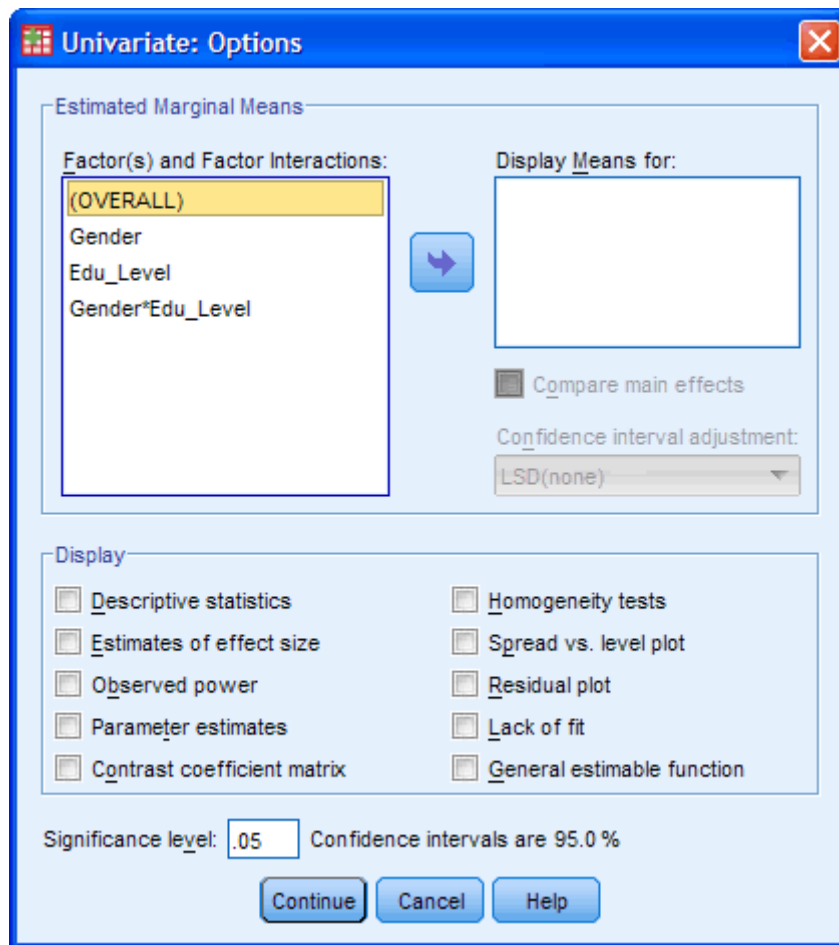 Univariate: Options
Estimated Marginal Means
Factor(s) and Factor Interactions:
(OVERALL)
Gender
Edu_Level
Gender*Edu_Level
Display Means for:
Compare main effects
Confidence interval adjustment:
LSD(none)
Display
Descriptive statistics
Estimates of effect size
Observed power
Parameter estimates
Contrast coefficient matrix
Homogeneity tests
Spread vs. level plot
Residual plot
Lack of fit
General estimable function
Significance level: .05 Confidence intervals are 95.0 %
Continue Cancel Help